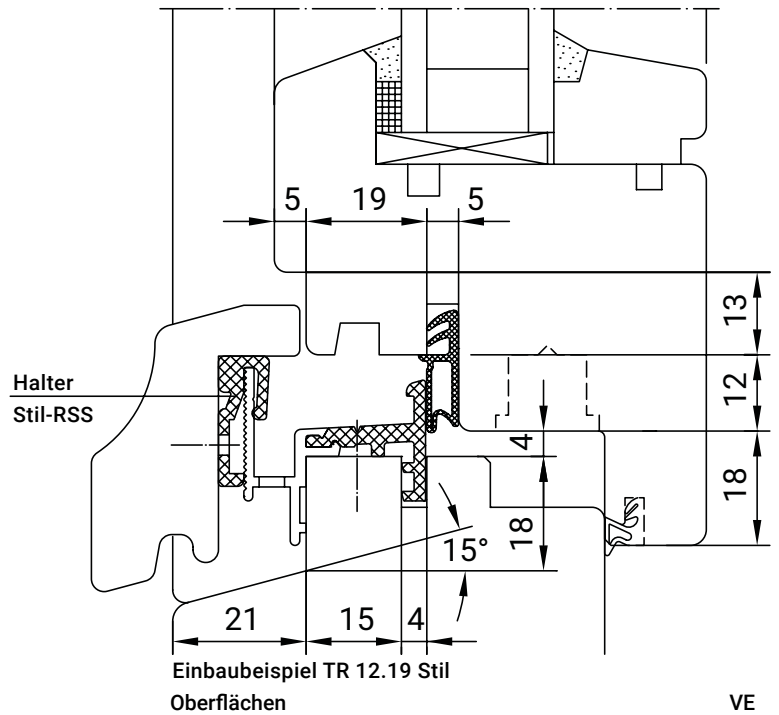 5 19 5
13
Halter
Stil-RSS
12
4
18
18
15°
21 15 4
Einbaubeispiel TR 12.19 Stil
Oberflächen VE